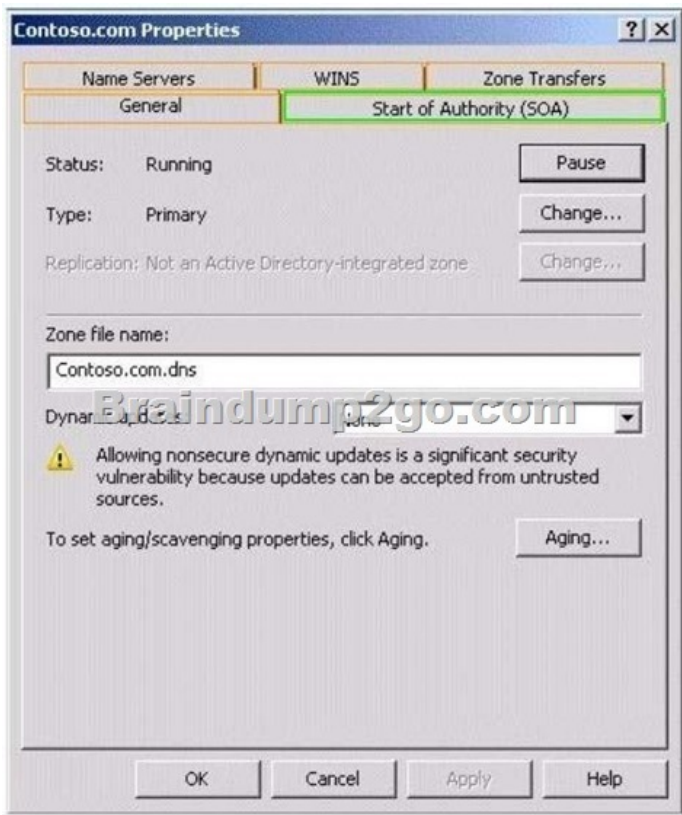 Contoso.com Properties
Name Servers WINS Zone Transfers
General Start of Authority (SOA)
Status: Running Pause
Type: Primary Change...
Replication: Not an Active Directory-integrated zone Change...
Zone file name:
Contoso.com.dns
Braindump2go.com
Dynamic updates: None
Allowing nonsecure dynamic updates is a significant security
vulnerability because updates can be accepted from untrusted
sources.
To set aging/scavenging properties, click Aging. Aging...
OK Cancel Apply Help